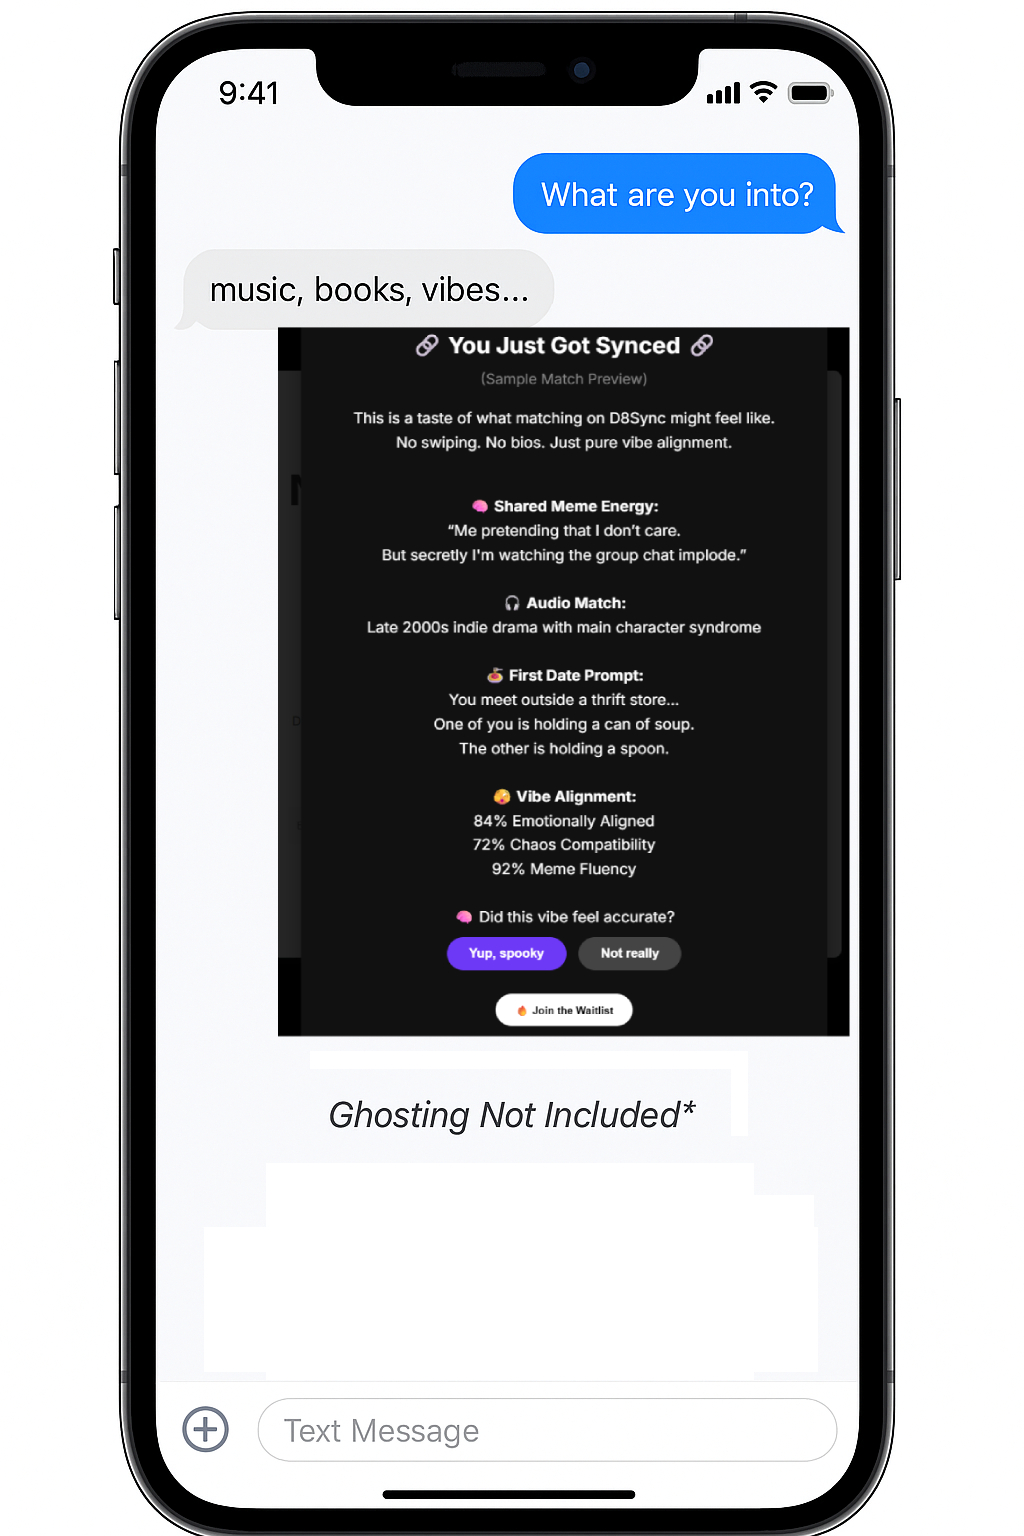 9:41
What are you into?
music, books, vibes...
🔗 You Just Got Synced 🔗
(Sample Match Preview)
This is a taste of what matching on D8Sync might feel like.
No swiping. No bios. Just pure vibe alignment.
🧠 Shared Meme Energy:
“Me pretending that I don’t care.
But secretly I'm watching the group chat implode.”
🎧 Audio Match:
Late 2000s indie drama with main character syndrome
🍝 First Date Prompt:
You meet outside a thrift store...
One of you is holding a can of soup.
The other is holding a spoon.
🫣 Vibe Alignment:
84% Emotionally Aligned
72% Chaos Compatibility
92% Meme Fluency
🧠 Did this vibe feel accurate?
Yup, spooky
Not really
🔥 Join the Waitlist
Ghosting Not Included*
Text Message